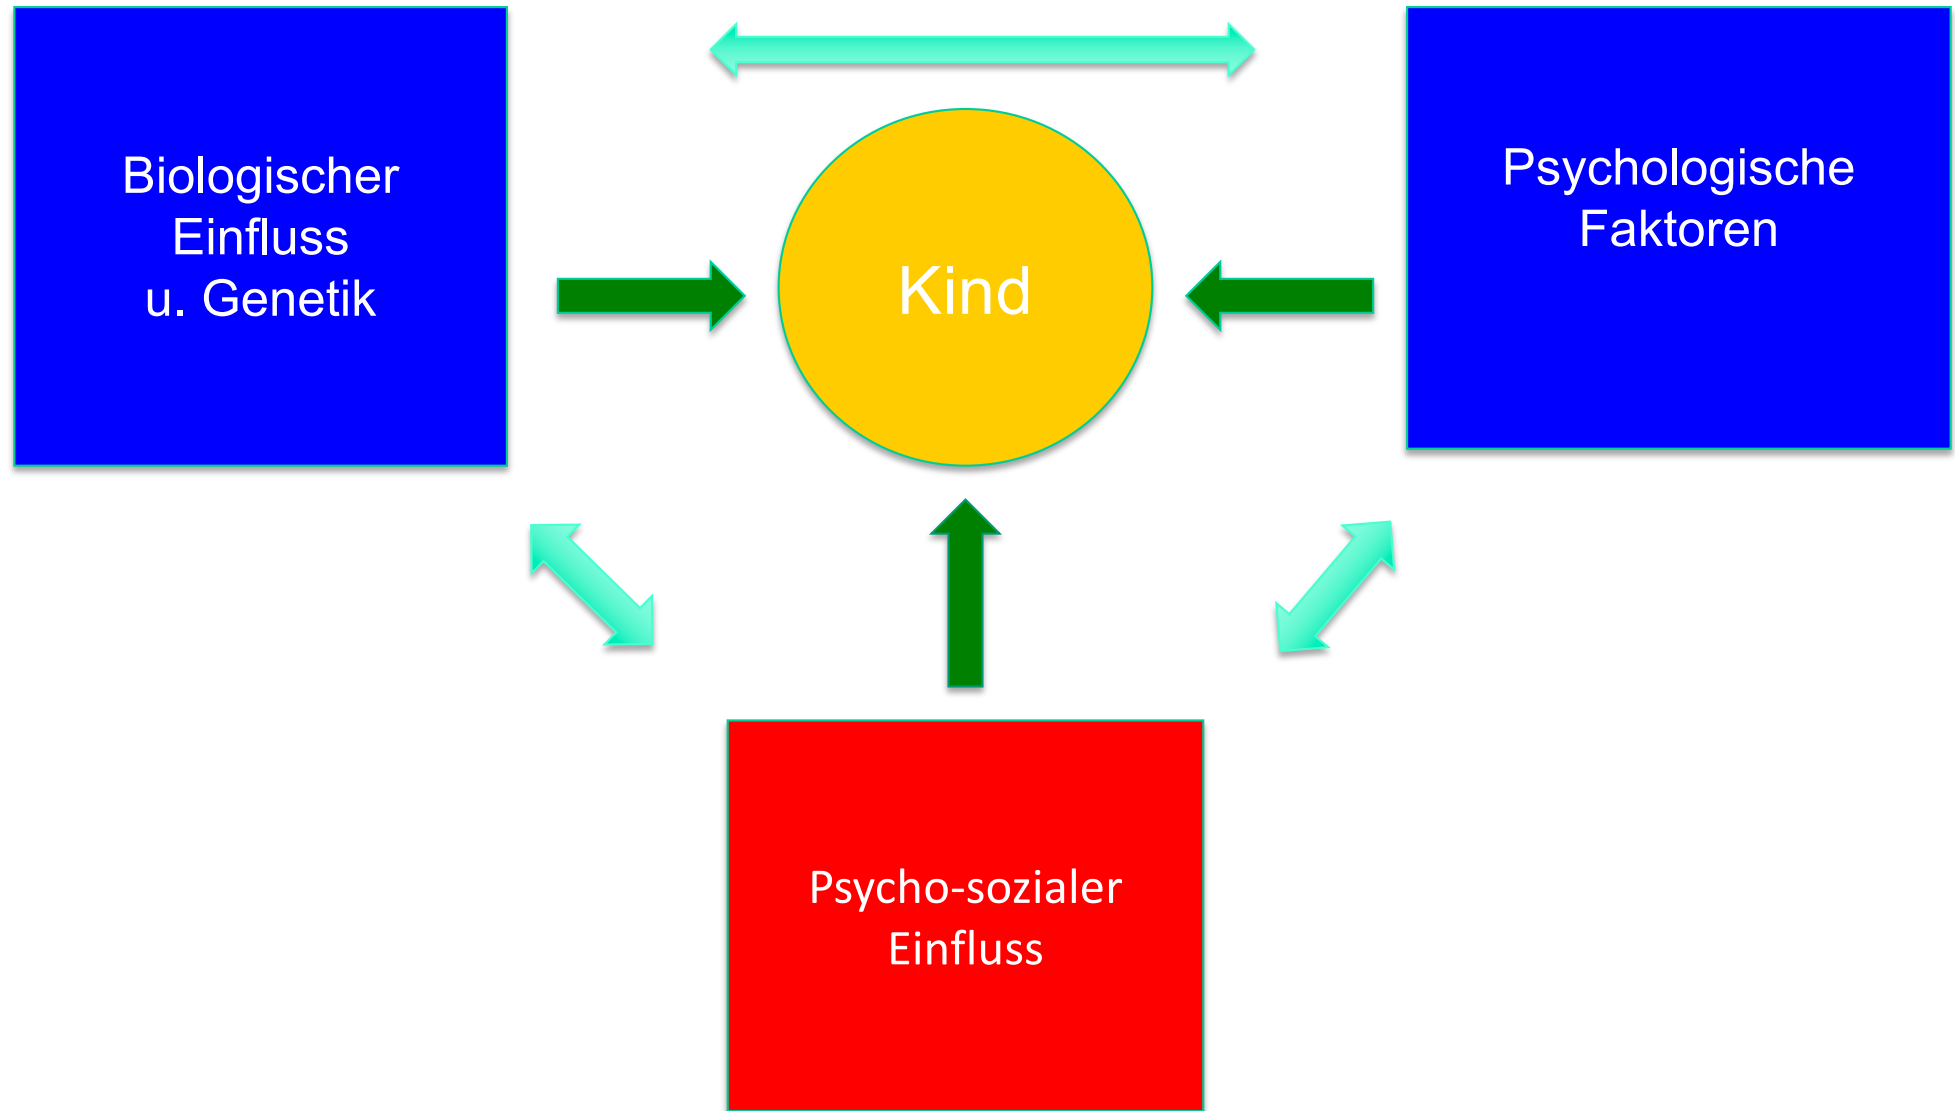 Biologischer
Einfluss
u. Genetik
Kind
Psychologische
Faktoren
Psycho-sozialer
Einfluss